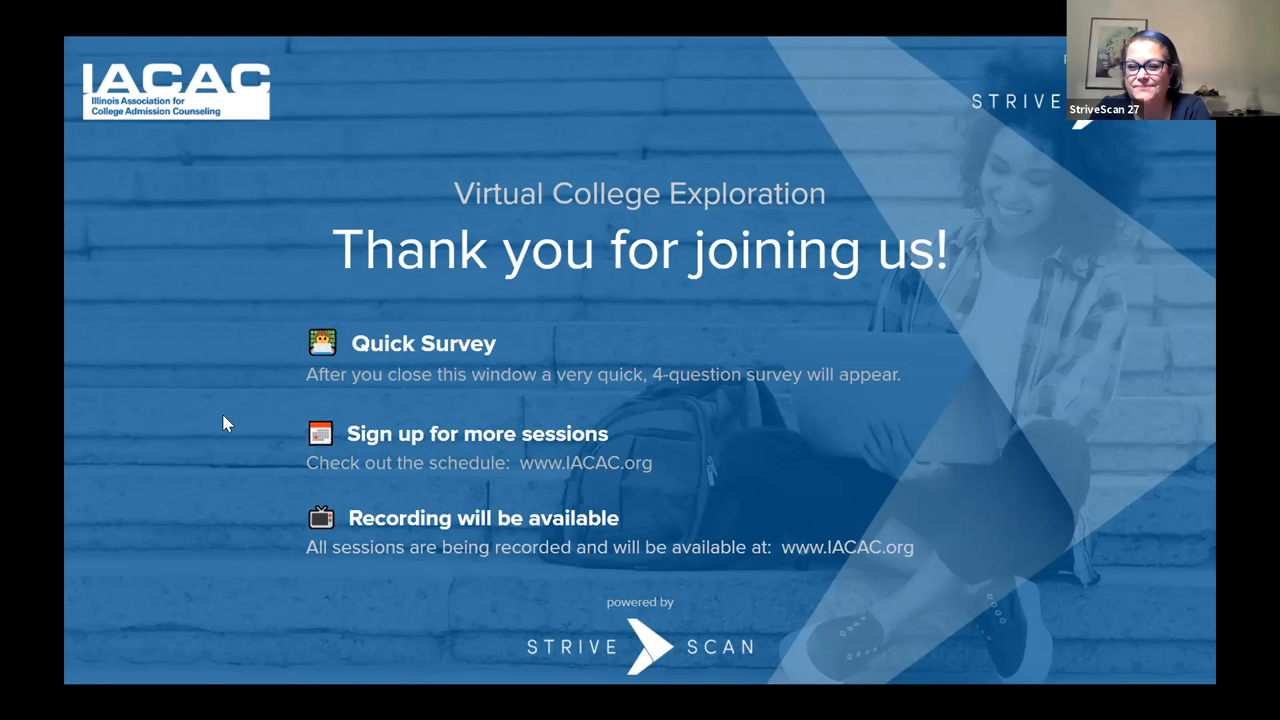 IACAC
Illinois Association for
College Admission Counseling
STRIVE
StriveScan 27
Virtual College Exploration
Thank you for joining us!
Quick Survey
After you close this window a very quick, 4-question survey will appear.
Sign up for more sessions
Check out the schedule: www.IACAC.org
Recording will be available
All sessions are being recorded and will be available at: www.IACAC.org
powered by
STRIVE SCAN